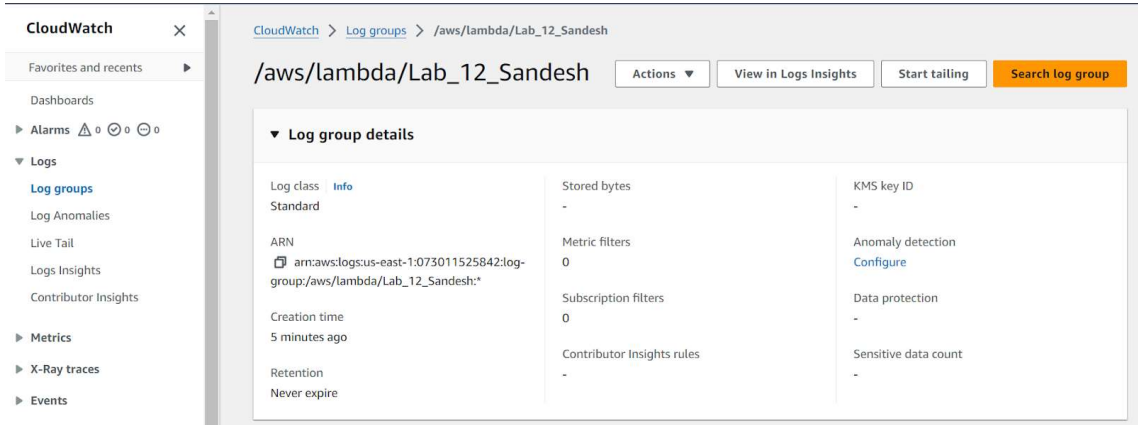 CloudWatch
Favorites and recents
Dashboards
Alarms 0 0 0
Logs
Log groups
Log Anomalies
Live Tail
Logs Insights
Contributor Insights
Metrics
X-Ray traces
Events
CloudWatch > Log groups > /aws/lambda/Lab_12_Sandesh
/aws/lambda/Lab_12_Sandesh
Actions
View in Logs Insights
Start tailing
Search log group
Log group details
Log class Info
Standard
ARN
arn:aws:logs:us-east-1:073011525842:log-
group:/aws/lambda/Lab_12_Sandesh:*
Creation time
5 minutes ago
Retention
Never expire
Stored bytes
-
Metric filters
0
Subscription filters
0
Contributor Insights rules
-
KMS key ID
-
Anomaly detection
Configure
Data protection
-
Sensitive data count
-